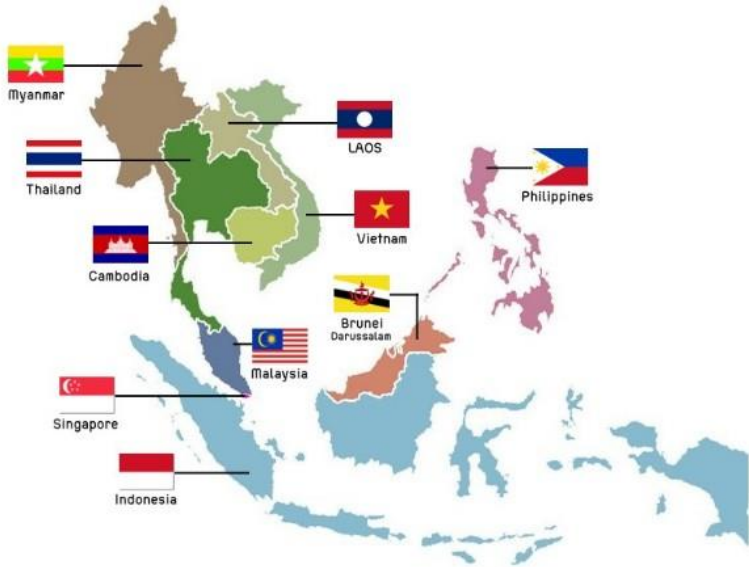 Myanmar
LAOS
Thailand
Philippines
Vietnam
Cambodia
Brunei
Darussalam
Malaysia
Singapore
Indonesia